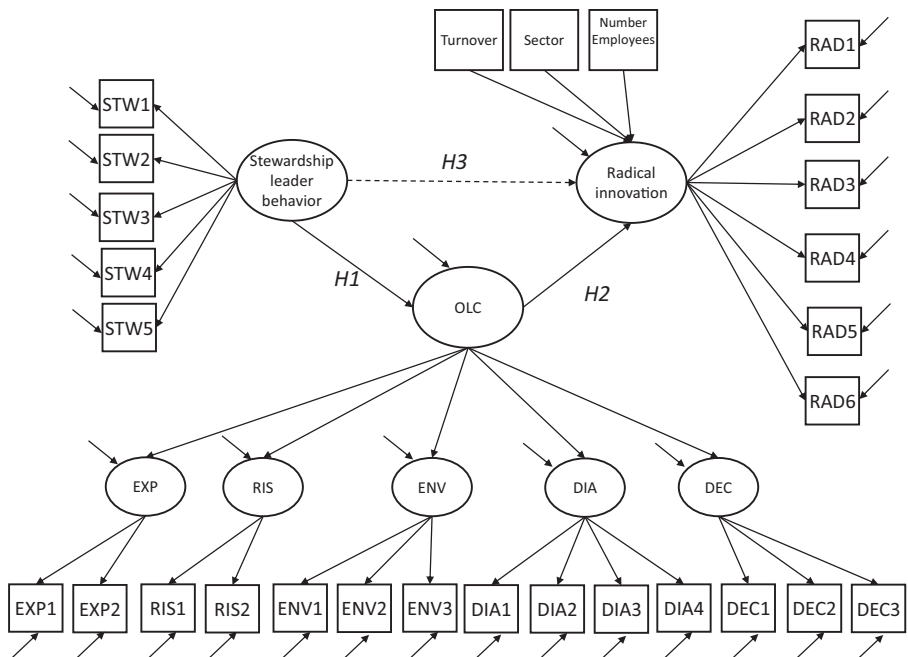 Turnover
Sector
Number
Employees
RAD1
STW1
RAD2
STW2
Stewardship
leader
behavior
H3
Radical
innovation
RAD3
STW3
RAD4
STW4
H1
H2
OLC
STW5
RAD5
RAD6
EXP
RIS
ENV
DIA
DEC
EXP1
EXP2
RIS1
RIS2
ENV1
ENV2
ENV3
DIA1
DIA2
DIA3
DIA4
DEC1
DEC2
DEC3